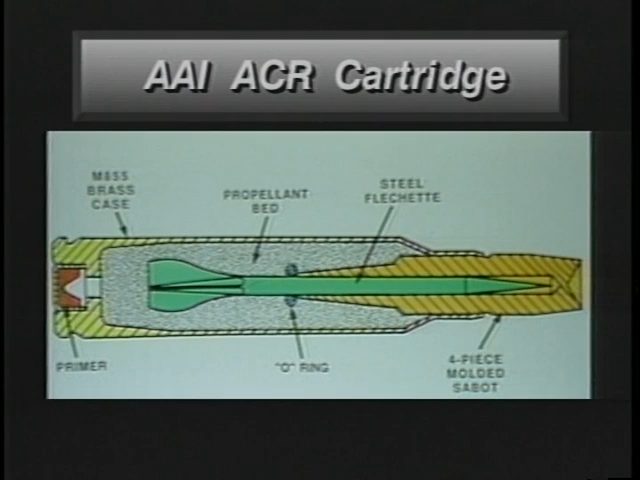 AAI ACR Cartridge
M855
BRASS
CASE
PROPELLANT
BED
STEEL
FLECHETTE
PRIMER
"O" RING
4-PIECE
MOLDED
SABOT